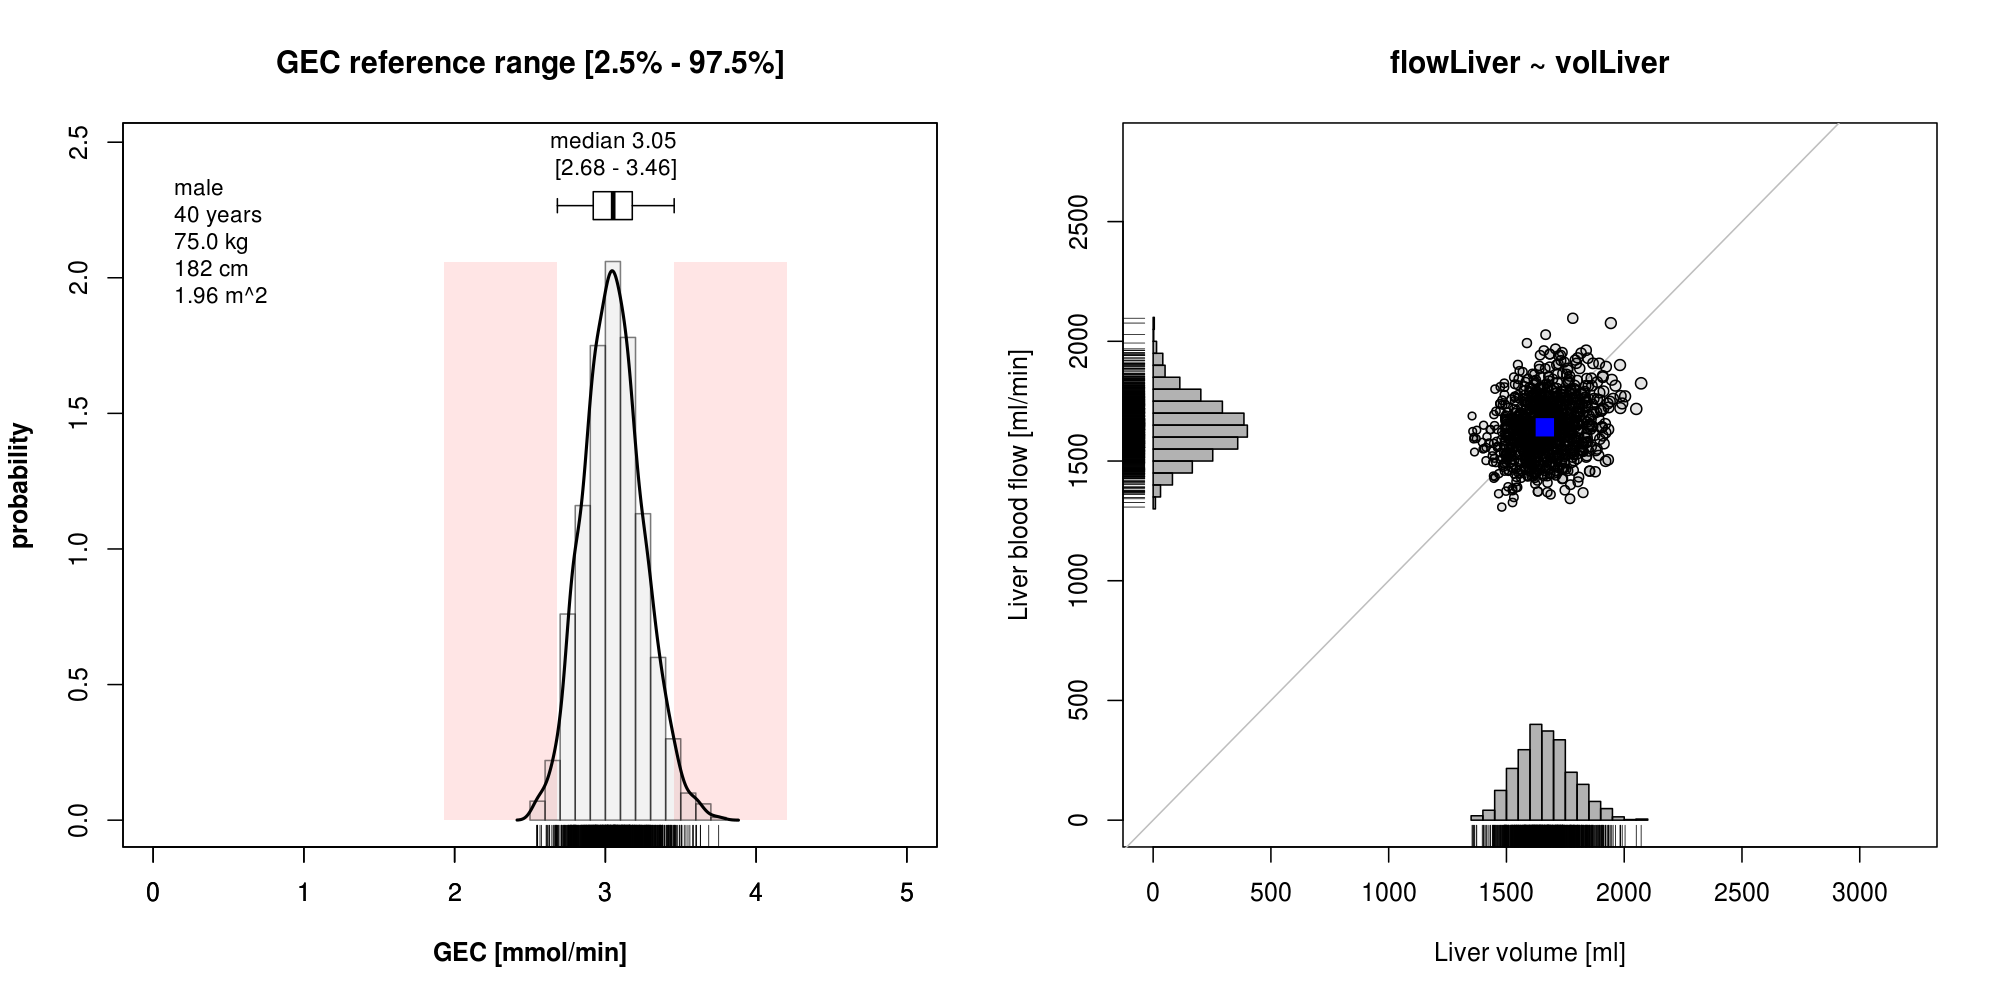 GEC reference range [2.5% - 97.5%]
median 3.05
[2.68 - 3.46]
male
40 years
75.0 kg
182 cm
1.96 m^2
probability
2.5
2.0
1.5
1.0
0.5
0.0
0 1 2 3 4 5
GEC [mmol/min]
flowLiver ~ volLiver
Liver blood flow [ml/min]
2500
2000
1500
1000
500
0
0 500 1000 1500 2000 2500 3000
Liver volume [ml]